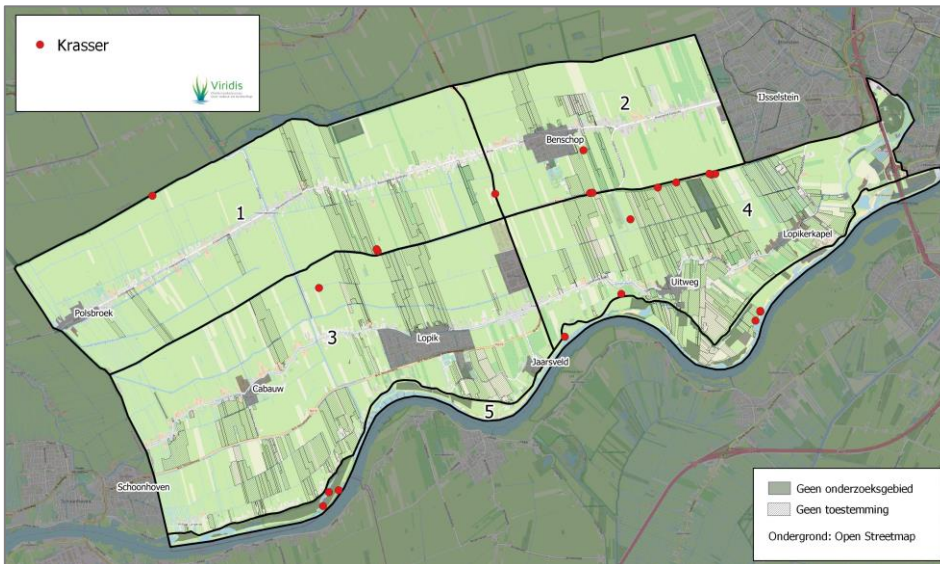 Krasser
Viridis
2
IJsselstein
Benschop
1
4
Lopikerkapel
Uitweg
Polsbroek
3
Lopik
Jaarsveld
Cabauw
5
Schoonhoven
Geen onderzoeksgebied
Geen toestemming
Ondergrond: Open Streetmap